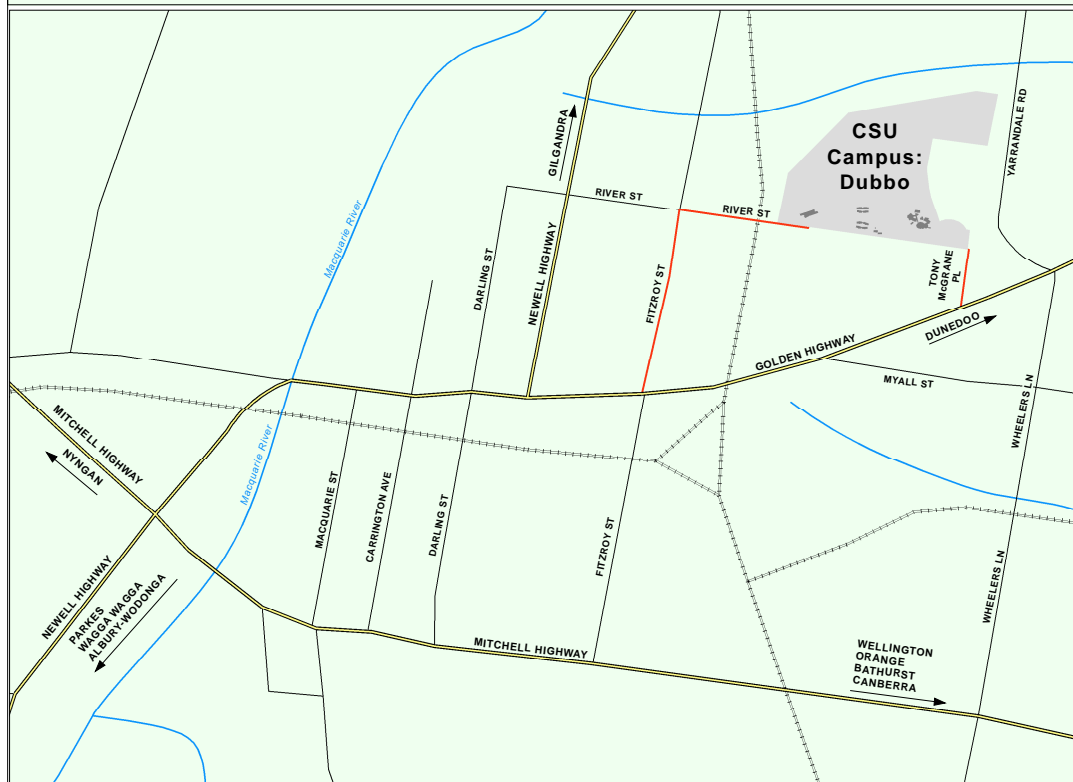 CSU
Campus:
Dubbo
YARRANDALE RD
GILGANDRA
RIVER ST
RIVER ST
Macquarie River
DARLING ST
NEWELL HIGHWAY
FITZROY ST
TONY
McGRANE
PL
DUNEDOO
GOLDEN HIGHWAY
MYALL ST
WHEELERS LN
MITCHELL HIGHWAY
NYNGAN
Macquarie River
MACQUARIE ST
CARRINGTON AVE
DARLING ST
FITZROY ST
WHEELERS LN
NEWELL HIGHWAY
PARKES
WAGGA WAGGA
ALBURY-WODONGA
MITCHELL HIGHWAY
WELLINGTON
ORANGE
BATHURST
CANBERRA